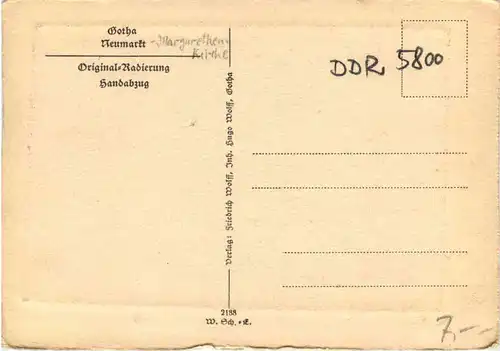 Gotha
Neumarkt
-Margarethen-
Kirche
Original-Radierung
Handabzug
DDR 5800
Verlag: Friedrich Wolff, Inh. Hugo Wolff, Gotha
2188
W. Sch. + E.
7.--